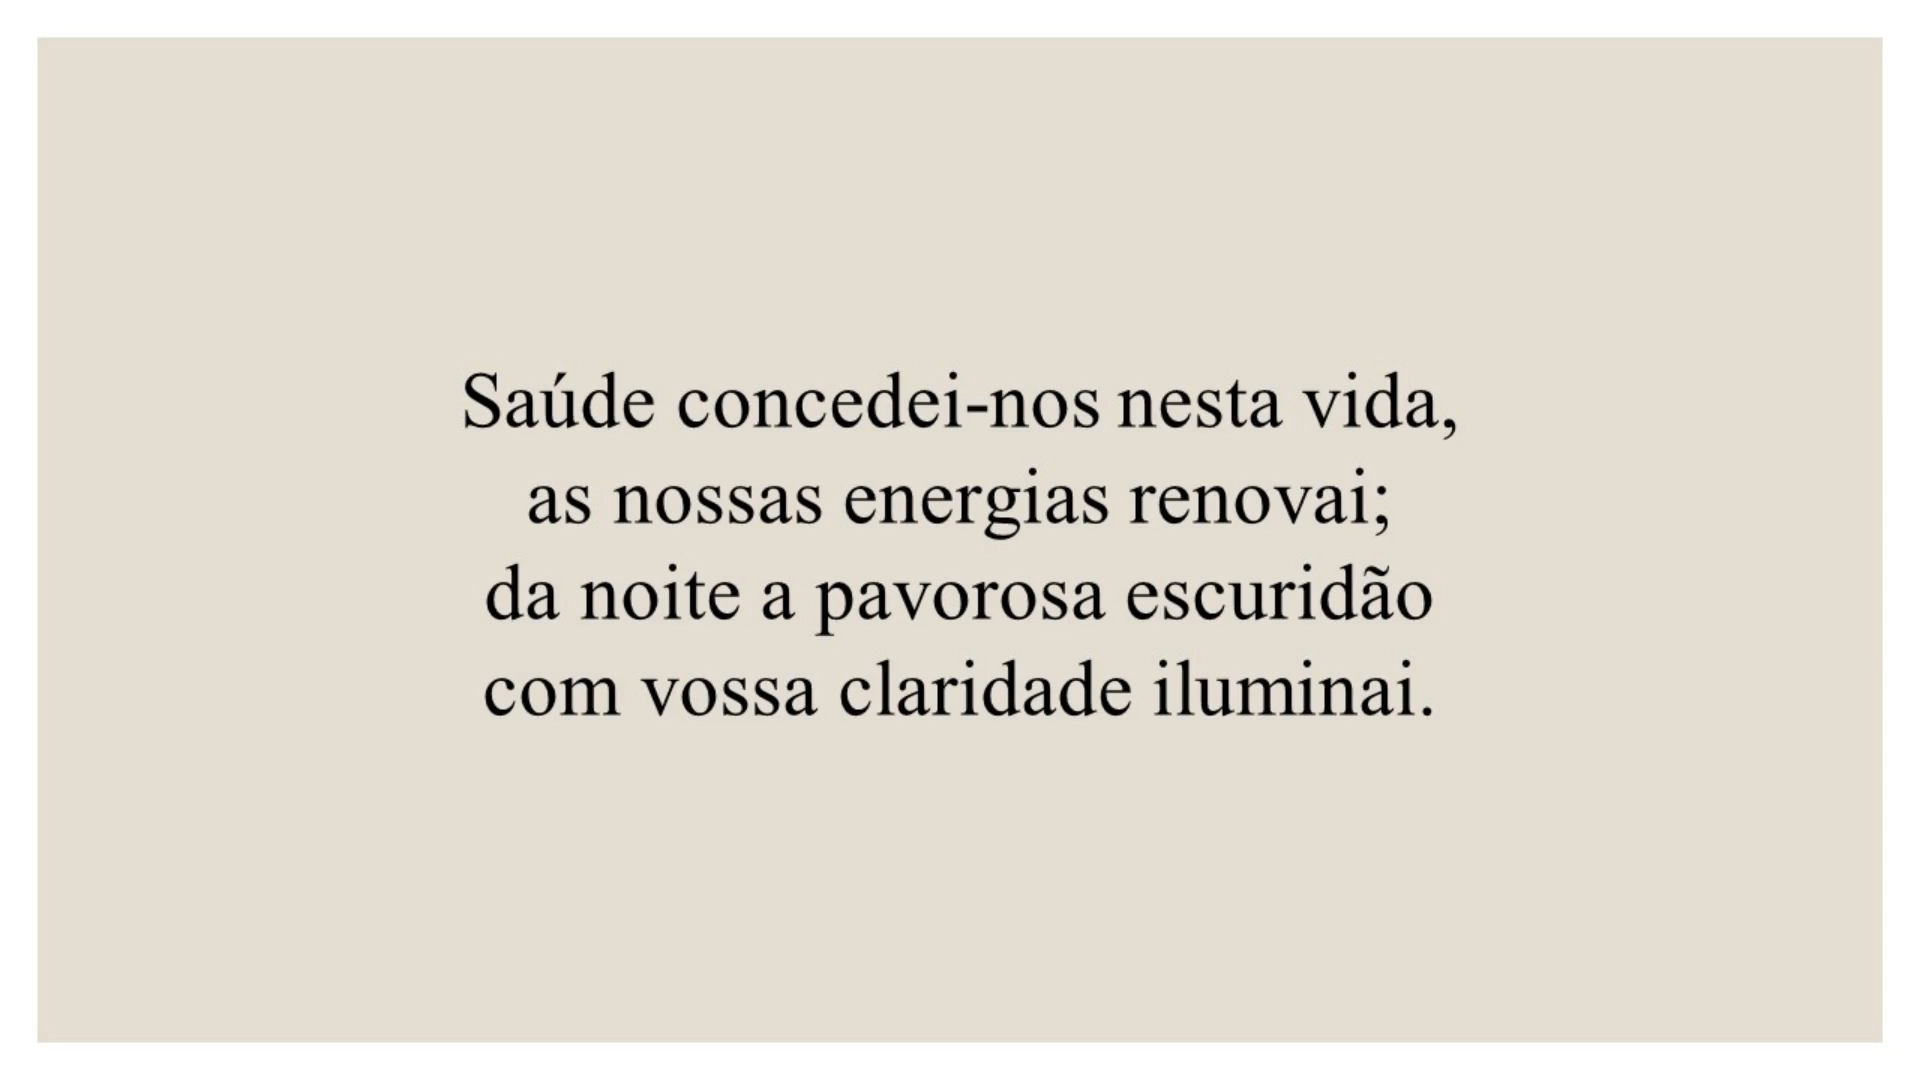 Saúde concedei-nos nesta vida,
as nossas energias renovai;
da noite a pavorosa escuridão
com vossa claridade iluminai.